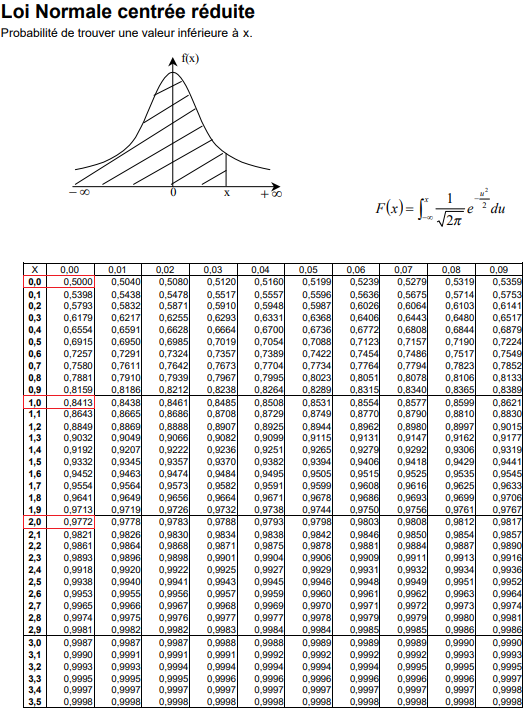 Loi Normale centrée réduite
Probabilité de trouver une valeur inférieure à x.
f(x)
- ∞ 0 x + ∞
F(x)= ∫ -∞ x 1 √2π e - u² 2 du
X 0,00 0,01 0,02 0,03 0,04 0,05 0,06 0,07 0,08 0,09
0,0 0,5000 0,5040 0,5080 0,5120 0,5160 0,5199 0,5239 0,5279 0,5319 0,5359
0,1 0,5398 0,5438 0,5478 0,5517 0,5557 0,5596 0,5636 0,5675 0,5714 0,5753
0,2 0,5793 0,5832 0,5871 0,5910 0,5948 0,5987 0,6026 0,6064 0,6103 0,6141
0,3 0,6179 0,6217 0,6255 0,6293 0,6331 0,6368 0,6406 0,6443 0,6480 0,6517
0,4 0,6554 0,6591 0,6628 0,6664 0,6700 0,6736 0,6772 0,6808 0,6844 0,6879
0,5 0,6915 0,6950 0,6985 0,7019 0,7054 0,7088 0,7123 0,7157 0,7190 0,7224
0,6 0,7257 0,7291 0,7324 0,7357 0,7389 0,7422 0,7454 0,7486 0,7517 0,7549
0,7 0,7580 0,7611 0,7642 0,7673 0,7704 0,7734 0,7764 0,7794 0,7823 0,7852
0,8 0,7881 0,7910 0,7939 0,7967 0,7995 0,8023 0,8051 0,8078 0,8106 0,8133
0,9 0,8159 0,8186 0,8212 0,8238 0,8264 0,8289 0,8315 0,8340 0,8365 0,8389
1,0 0,8413 0,8438 0,8461 0,8485 0,8508 0,8531 0,8554 0,8577 0,8599 0,8621
1,1 0,8643 0,8665 0,8686 0,8708 0,8729 0,8749 0,8770 0,8790 0,8810 0,8830
1,2 0,8849 0,8869 0,8888 0,8907 0,8925 0,8944 0,8962 0,8980 0,8997 0,9015
1,3 0,9032 0,9049 0,9066 0,9082 0,9099 0,9115 0,9131 0,9147 0,9162 0,9177
1,4 0,9192 0,9207 0,9222 0,9236 0,9251 0,9265 0,9279 0,9292 0,9306 0,9319
1,5 0,9332 0,9345 0,9357 0,9370 0,9382 0,9394 0,9406 0,9418 0,9429 0,9441
1,6 0,9452 0,9463 0,9474 0,9484 0,9495 0,9505 0,9515 0,9525 0,9535 0,9545
1,7 0,9554 0,9564 0,9573 0,9582 0,9591 0,9599 0,9608 0,9616 0,9625 0,9633
1,8 0,9641 0,9649 0,9656 0,9664 0,9671 0,9678 0,9686 0,9693 0,9699 0,9706
1,9 0,9713 0,9719 0,9726 0,9732 0,9738 0,9744 0,9750 0,9756 0,9761 0,9767
2,0 0,9772 0,9778 0,9783 0,9788 0,9793 0,9798 0,9803 0,9808 0,9812 0,9817
2,1 0,9821 0,9826 0,9830 0,9834 0,9838 0,9842 0,9846 0,9850 0,9854 0,9857
2,2 0,9861 0,9864 0,9868 0,9871 0,9875 0,9878 0,9881 0,9884 0,9887 0,9890
2,3 0,9893 0,9896 0,9898 0,9901 0,9904 0,9906 0,9909 0,9911 0,9913 0,9916
2,4 0,9918 0,9920 0,9922 0,9925 0,9927 0,9929 0,9931 0,9932 0,9934 0,9936
2,5 0,9938 0,9940 0,9941 0,9943 0,9945 0,9946 0,9948 0,9949 0,9951 0,9952
2,6 0,9953 0,9955 0,9956 0,9957 0,9959 0,9960 0,9961 0,9962 0,9963 0,9964
2,7 0,9965 0,9966 0,9967 0,9968 0,9969 0,9970 0,9971 0,9972 0,9973 0,9974
2,8 0,9974 0,9975 0,9976 0,9977 0,9977 0,9978 0,9979 0,9979 0,9980 0,9981
2,9 0,9981 0,9982 0,9982 0,9983 0,9984 0,9984 0,9985 0,9985 0,9986 0,9986
3,0 0,9987 0,9987 0,9987 0,9988 0,9988 0,9989 0,9989 0,9989 0,9990 0,9990
3,1 0,9990 0,9991 0,9991 0,9991 0,9992 0,9992 0,9992 0,9992 0,9993 0,9993
3,2 0,9993 0,9993 0,9994 0,9994 0,9994 0,9994 0,9994 0,9995 0,9995 0,9995
3,3 0,9995 0,9995 0,9995 0,9996 0,9996 0,9996 0,9996 0,9996 0,9996 0,9997
3,4 0,9997 0,9997 0,9997 0,9997 0,9997 0,9997 0,9997 0,9997 0,9997 0,9998
3,5 0,9998 0,9998 0,9998 0,9998 0,9998 0,9998 0,9998 0,9998 0,9998 0,9998